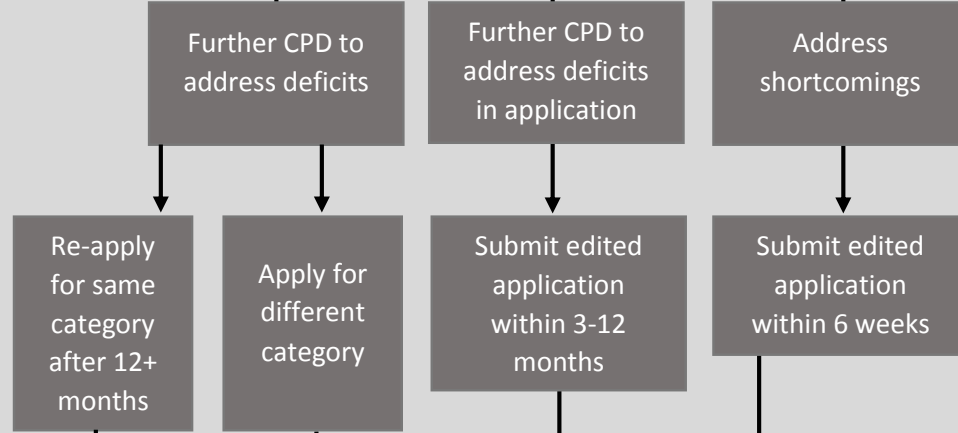 Further CPD to
address deficits
Further CPD to
address deficits
in application
Address
shortcomings
Re-apply
for same
category
after 12+
months
Apply for
different
category
Submit edited
application
within 3-12
months
Submit edited
application
within 6 weeks